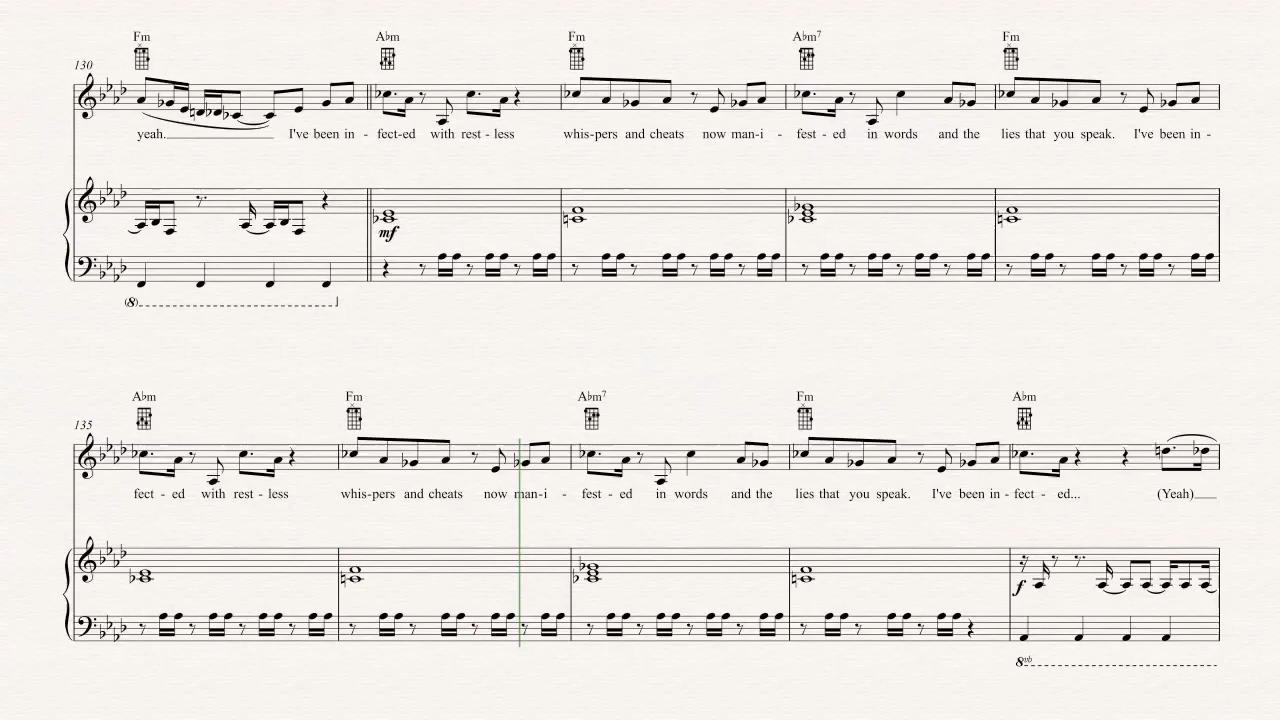 Fm A♭m Fm A♭m7 Fm
130
yeah. I've been in - fect-ed with rest - less whis-pers and cheats now man-i - fest - ed in words and the lies that you speak. I've been in -
mf
(8)
A♭m Fm A♭m7 Fm A♭m
135
fect - ed with rest - less whis-pers and cheats now man-i - fest - ed in words and the lies that you speak. I've been in - fect - ed... (Yeah)
f
8vb